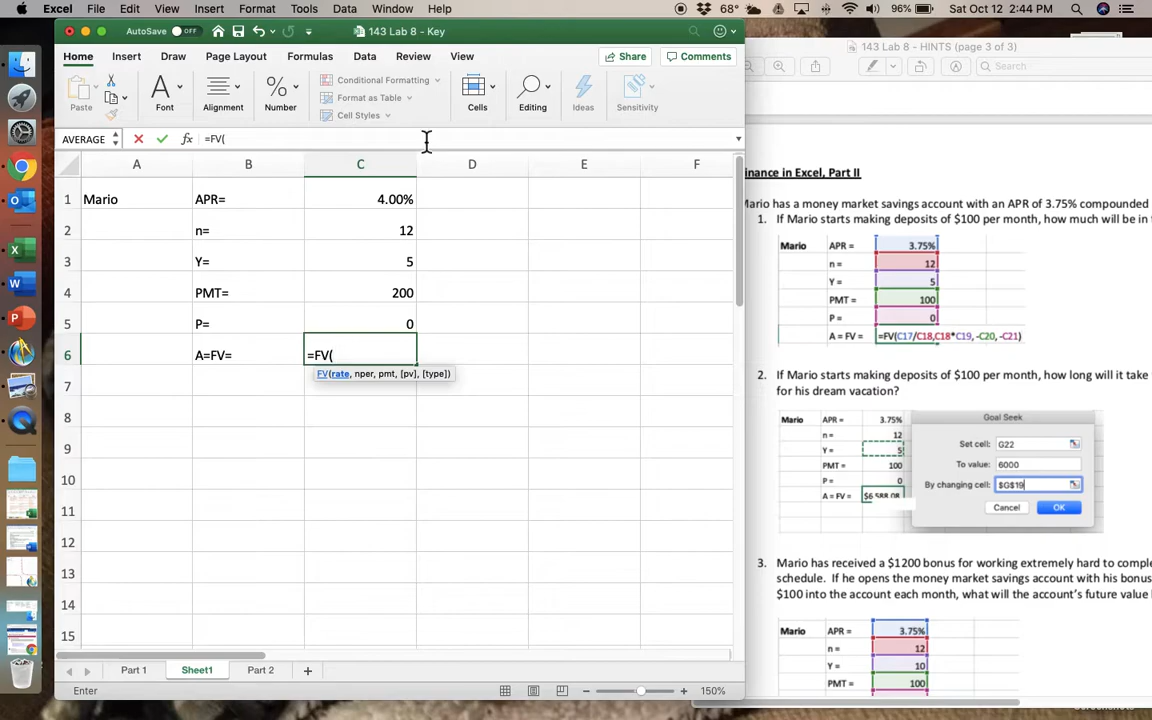 Excel File Edit View Insert Format Tools Data Window Help 68° 96% Sat Oct 12 2:44 PM
AutoSave OFF 143 Lab 8 - Key
Home Insert Draw Page Layout Formulas Data Review View Share Comments
Paste Font Alignment Number Conditional Formatting Format as Table Cell Styles Cells Editing Ideas Sensitivity
AVERAGE fx =FV(
A B C D E F
1 Mario APR= 4.00%
2 n= 12
3 Y= 5
4 PMT= 200
5 P= 0
6 A=FV= =FV(
FV(rate, nper, pmt, [pv], [type])
7
8
9
10
11
12
13
14
15
Part 1 Sheet1 Part 2 +
Enter 150%
143 Lab 8 - HINTS (page 3 of 3)
Search
inance in Excel, Part II
Mario has a money market savings account with an APR of 3.75% compounded
1. If Mario starts making deposits of $100 per month, how much will be in
Mario APR = 3.75%
n = 12
Y = 5
PMT = 100
P = 0
A = FV = =FV(C17/C18,C18*C19, -C20, -C21)
2. If Mario starts making deposits of $100 per month, how long will it take
for his dream vacation?
Mario APR = 3.75%
n = 12
Y = 5
PMT = 100
P = 0
A = FV = $6,588.08
Goal Seek
Set cell: G22
To value: 6000
By changing cell: $G$19
Cancel OK
3. Mario has received a $1200 bonus for working extremely hard to comple
schedule. If he opens the money market savings account with his bonus
$100 into the account each month, what will the account's future value
Mario APR = 3.75%
n = 12
Y = 10
PMT = 100